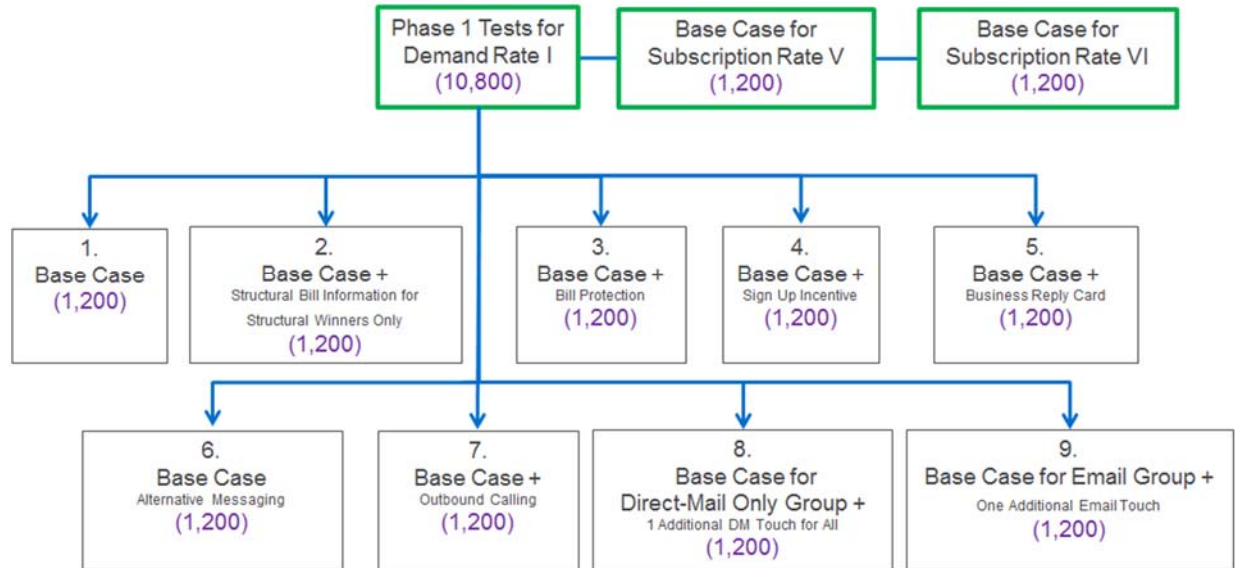 Phase 1 Tests for
Demand Rate I
(10,800)
Base Case for
Subscription Rate V
(1,200)
Base Case for
Subscription Rate VI
(1,200)
1.
Base Case
(1,200)
2.
Base Case +
Structural Bill Information for
Structural Winners Only
(1,200)
3.
Base Case +
Bill Protection
(1,200)
4.
Base Case +
Sign Up Incentive
(1,200)
5.
Base Case +
Business Reply Card
(1,200)
6.
Base Case
Alternative Messaging
(1,200)
7.
Base Case +
Outbound Calling
(1,200)
8.
Base Case for
Direct-Mail Only Group +
1 Additional DM Touch for All
(1,200)
9.
Base Case for Email Group +
One Additional Email Touch
(1,200)